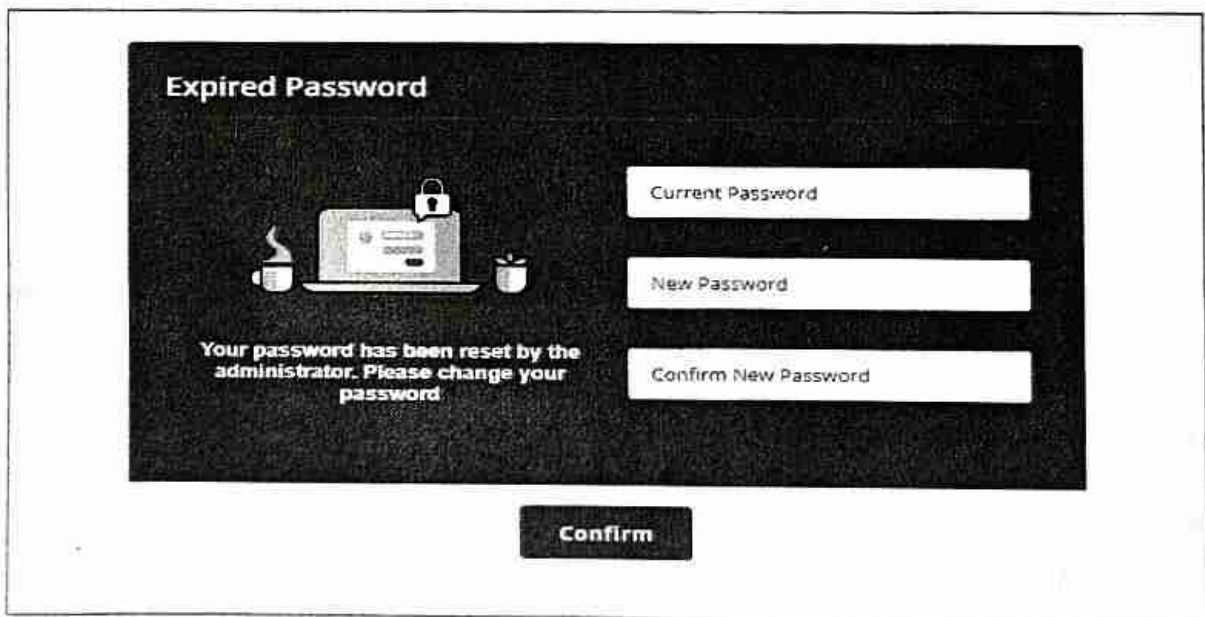 Expired Password
Current Password
New Password
Your password has been reset by the
administrator. Please change your
password
Confirm New Password
Confirm